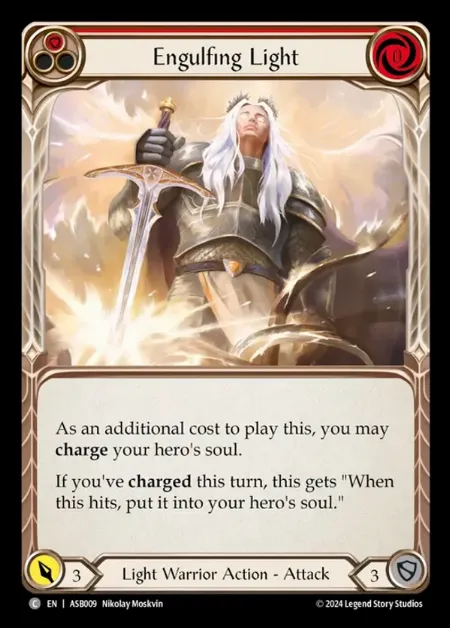 Engulfing Light
0
As an additional cost to play this, you may
charge your hero's soul.
If you've charged this turn, this gets "When
this hits, put it into your hero's soul."
3
Light Warrior Action - Attack
3
C EN | ASB009 Nikolay Moskvin
© 2024 Legend Story Studios